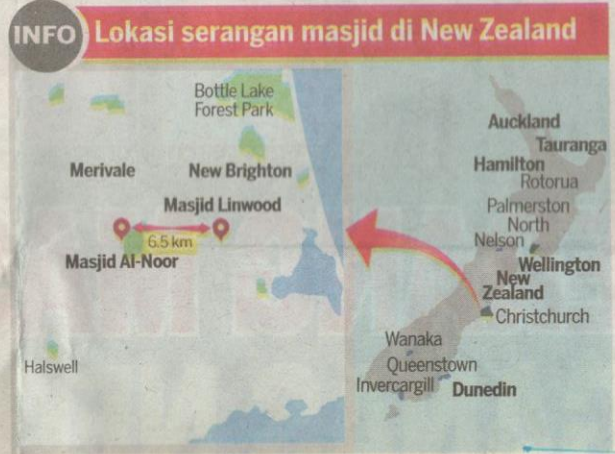 INFO
Lokasi serangan masjid di New Zealand
Bottle Lake
Forest Park
Merivale
New Brighton
Masjid Linwood
6.5 km
Masjid Al-Noor
Halswell
Auckland
Tauranga
Hamilton
Rotorua
Palmerston
North
Nelson
Wellington
New
Zealand
Christchurch
Wanaka
Queenstown
Invercargill
Dunedin